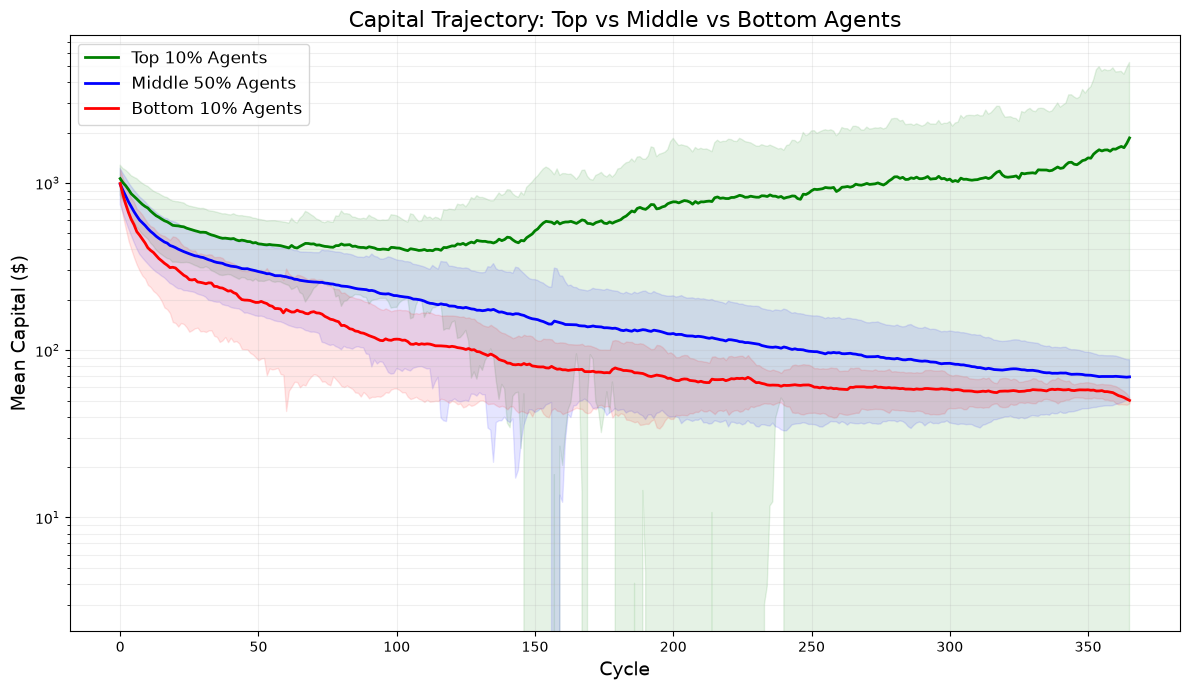 Capital Trajectory: Top vs Middle vs Bottom Agents
Top 10% Agents
Middle 50% Agents
Bottom 10% Agents
Mean Capital ($)
10³
10²
10¹
0 50 100 150 200 250 300 350
Cycle